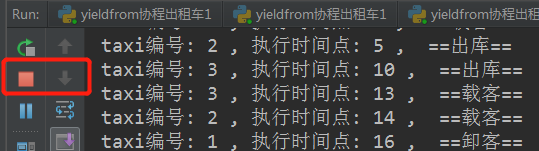 Run: yieldfrom协程出租车1 yieldfrom协程出租车1 yieldfrom协程出租车1
taxi编号: 2 , 执行时间点: 5 , ==出库==
taxi编号: 3 , 执行时间点: 10 , ==出库==
taxi编号: 3 , 执行时间点: 13 , ==载客==
taxi编号: 2 , 执行时间点: 14 , ==载客==
taxi编号: 1 , 执行时间点: 16 , ==卸客==